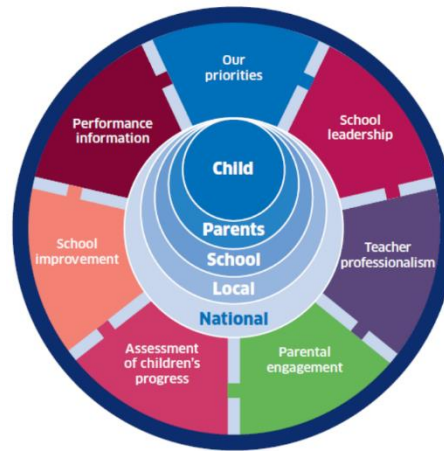 Our
priorities
School
leadership
Teacher
professionalism
Parental
engagement
Assessment
of children's
progress
School
improvement
Performance
information
Child
Parents
School
Local
National